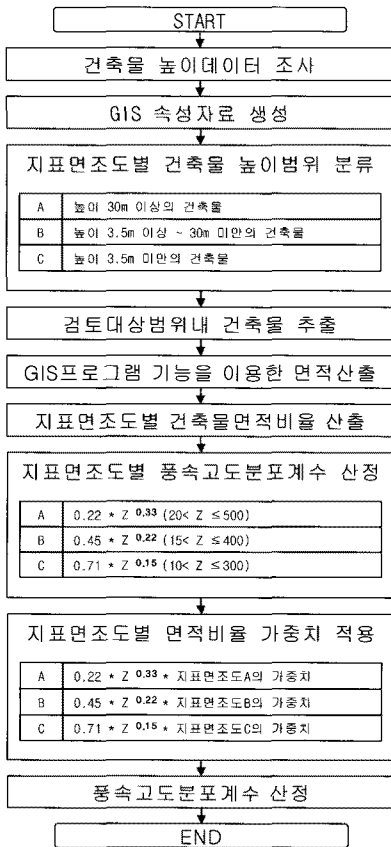 START
건축물 높이데이터 조사
GIS 속성자료 생성
지표면조도별 건축물 높이범위 분류
A 높이 30m 이상의 건축물
B 높이 3.5m 이상 ~ 30m 미만의 건축물
C 높이 3.5m 미만의 건축물
검토대상범위내 건축물 추출
GIS프로그램 기능을 이용한 면적산출
지표면조도별 건축물면적비율 산출
지표면조도별 풍속고도분포계수 산정
A 0.22 * Z 0.33 (20< Z ≤500)
B 0.45 * Z 0.22 (15< Z ≤400)
C 0.71 * Z 0.15 (10< Z ≤300)
지표면조도별 면적비율 가중치 적용
A 0.22 * Z 0.33 * 지표면조도A의 가중치
B 0.45 * Z 0.22 * 지표면조도B의 가중치
C 0.71 * Z 0.15 * 지표면조도C의 가중치
풍속고도분포계수 산정
END